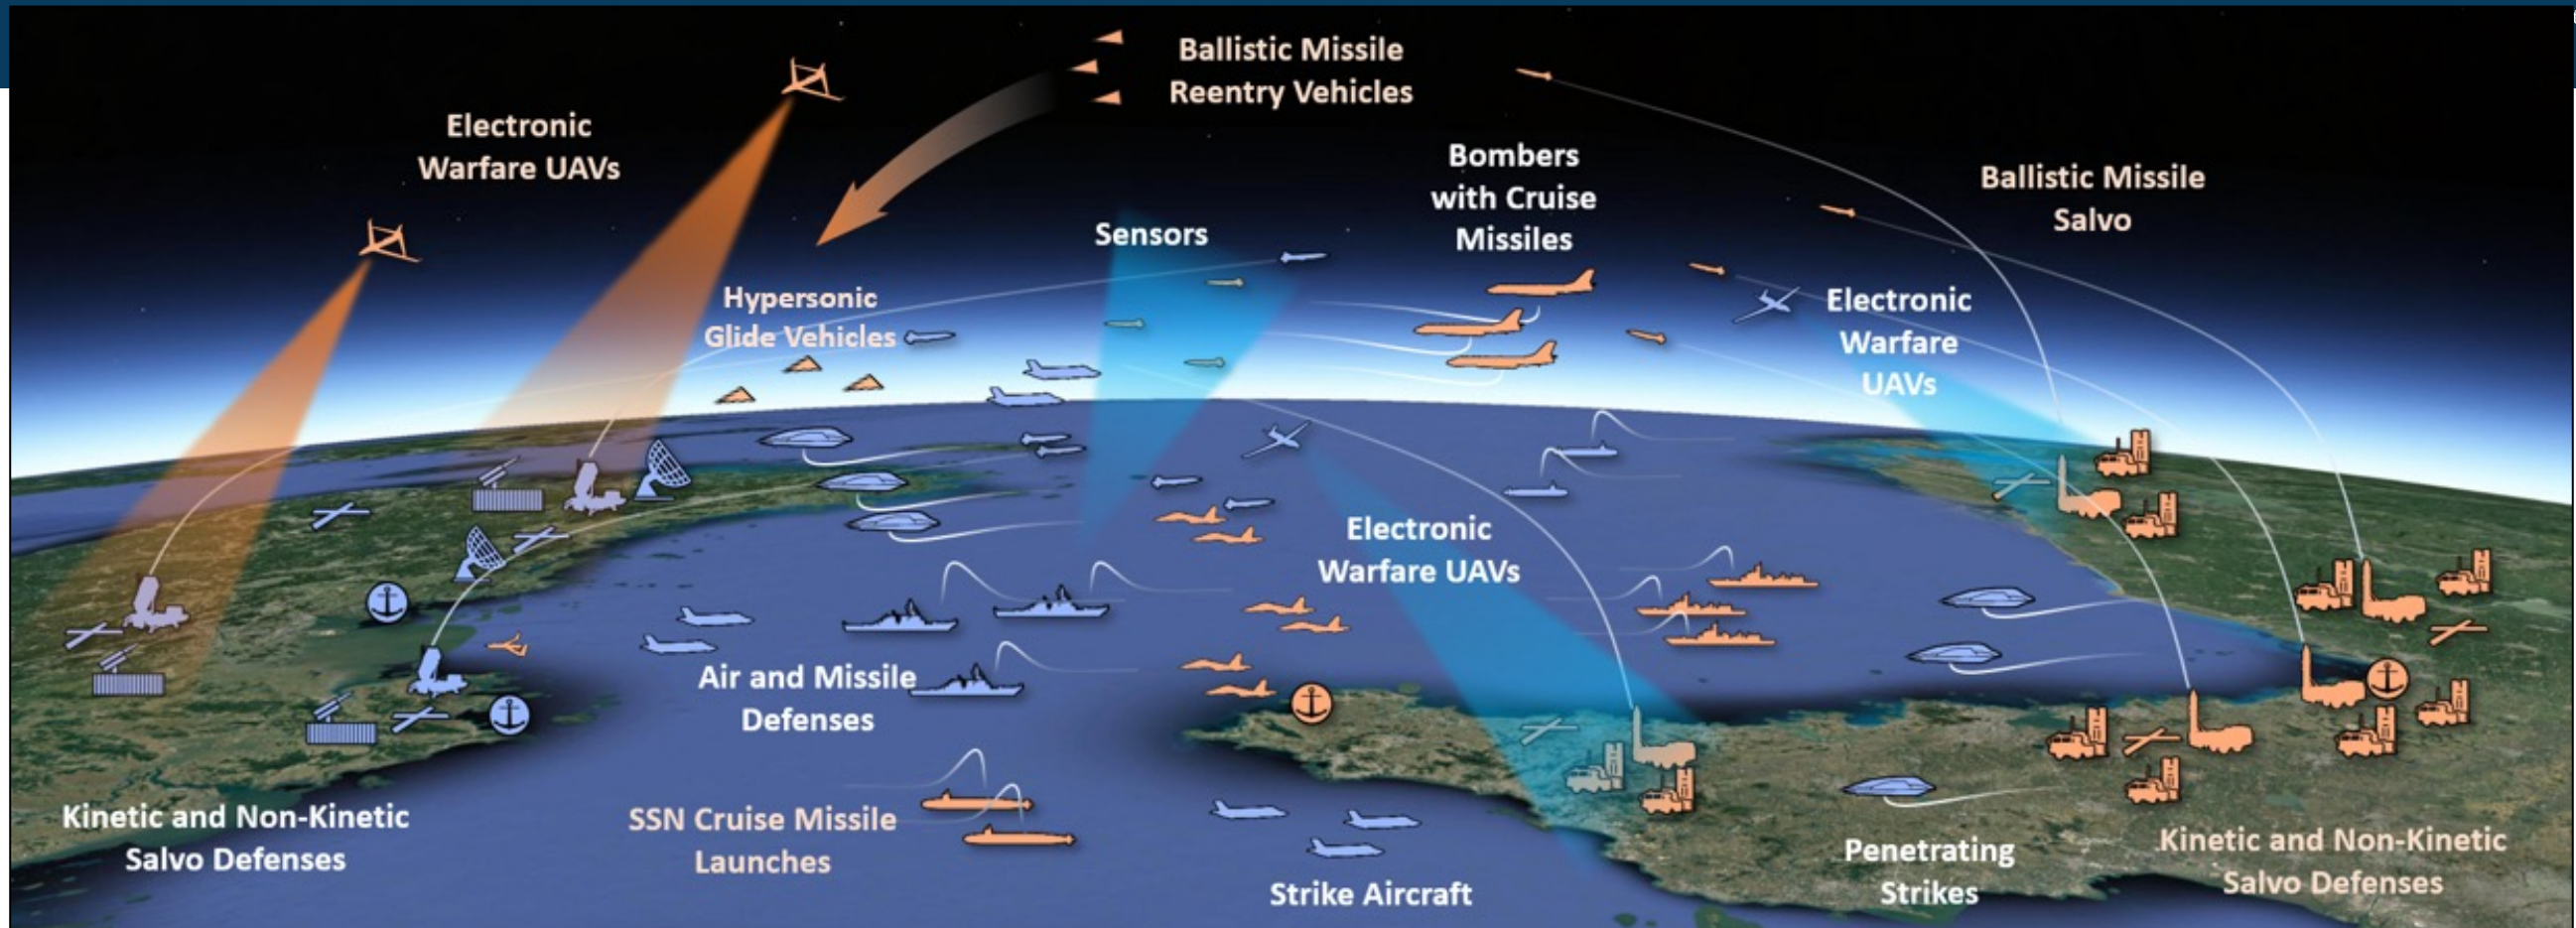 Ballistic Missile
Reentry Vehicles
Electronic
Warfare UAVs
Bombers
with Cruise
Missiles
Ballistic Missile
Salvo
Sensors
Hypersonic
Glide Vehicles
Electronic
Warfare
UAVs
Electronic
Warfare UAVs
Air and Missile
Defenses
Kinetic and Non-Kinetic
Salvo Defenses
SSN Cruise Missile
Launches
Strike Aircraft
Penetrating
Strikes
Kinetic and Non-Kinetic
Salvo Defenses